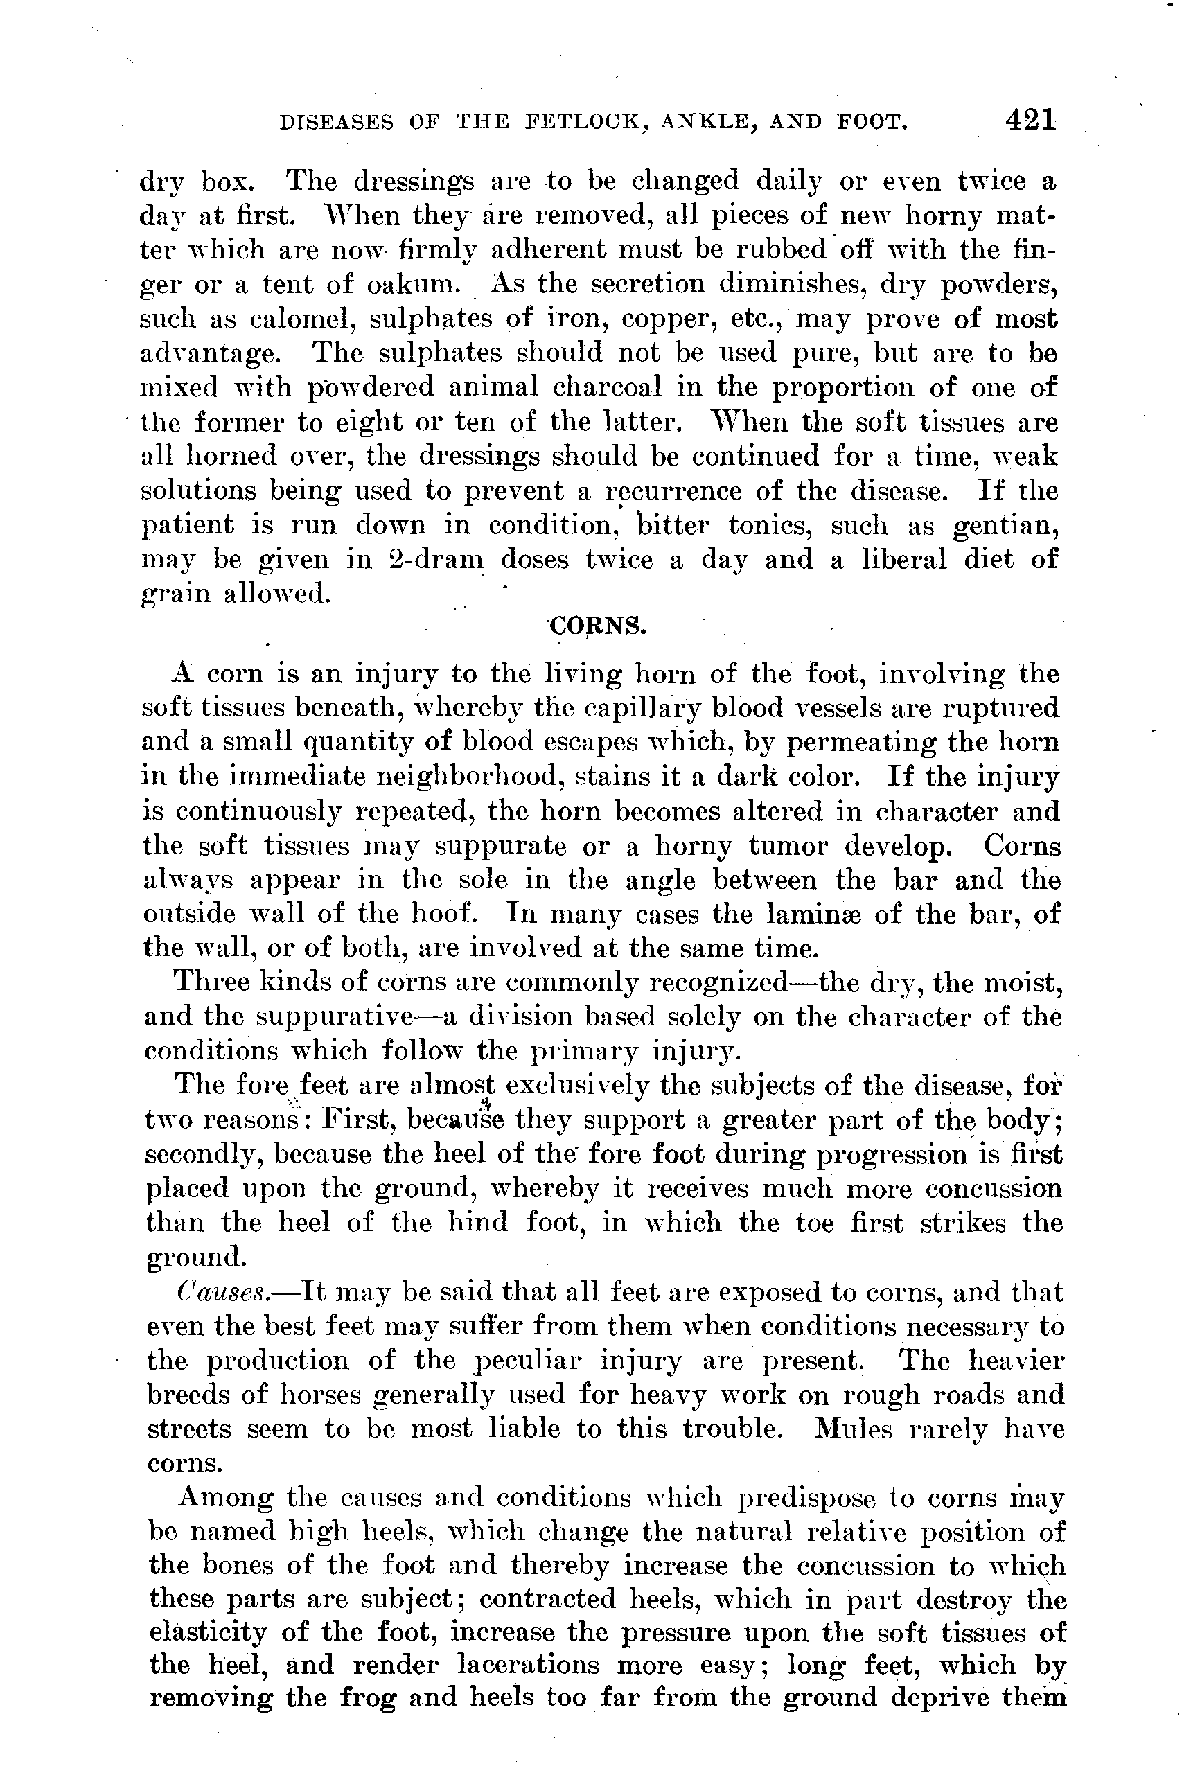 DISEASES OF THE FETLOCK, ANKLE, AND FOOT. 421
dry box. The dressings are to be changed daily or even twice a
day at first. When they are removed, all pieces of new horny mat-
ter which are now firmly adherent must be rubbed off with the fin-
ger or a tent of oakum. As the secretion diminishes, dry powders,
such as calomel, sulphates of iron, copper, etc., may prove of most
advantage. The sulphates should not be used pure, but are to be
mixed with powdered animal charcoal in the proportion of one of
the former to eight or ten of the latter. When the soft tissues are
all horned over, the dressings should be continued for a time, weak
solutions being used to prevent a recurrence of the disease. If the
patient is run down in condition, bitter tonics, such as gentian,
may be given in 2-dram doses twice a day and a liberal diet of
grain allowed.
CORNS.
A corn is an injury to the living horn of the foot, involving the
soft tissues beneath, whereby the capillary blood vessels are ruptured
and a small quantity of blood escapes which, by permeating the horn
in the immediate neighborhood, stains it a dark color. If the injury
is continuously repeated, the horn becomes altered in character and
the soft tissues may suppurate or a horny tumor develop. Corns
always appear in the sole in the angle between the bar and the
outside wall of the hoof. In many cases the laminæ of the bar, of
the wall, or of both, are involved at the same time.
Three kinds of corns are commonly recognized—the dry, the moist,
and the suppurative—a division based solely on the character of the
conditions which follow the primary injury.
The fore feet are almost exclusively the subjects of the disease, for
two reasons: First, because they support a greater part of the body;
secondly, because the heel of the fore foot during progression is first
placed upon the ground, whereby it receives much more concussion
than the heel of the hind foot, in which the toe first strikes the
ground.
Causes.—It may be said that all feet are exposed to corns, and that
even the best feet may suffer from them when conditions necessary to
the production of the peculiar injury are present. The heavier
breeds of horses generally used for heavy work on rough roads and
streets seem to be most liable to this trouble. Mules rarely have
corns.
Among the causes and conditions which predispose to corns may
be named high heels, which change the natural relative position of
the bones of the foot and thereby increase the concussion to which
these parts are subject; contracted heels, which in part destroy the
elasticity of the foot, increase the pressure upon the soft tissues of
the heel, and render lacerations more easy; long feet, which by
removing the frog and heels too far from the ground deprive them